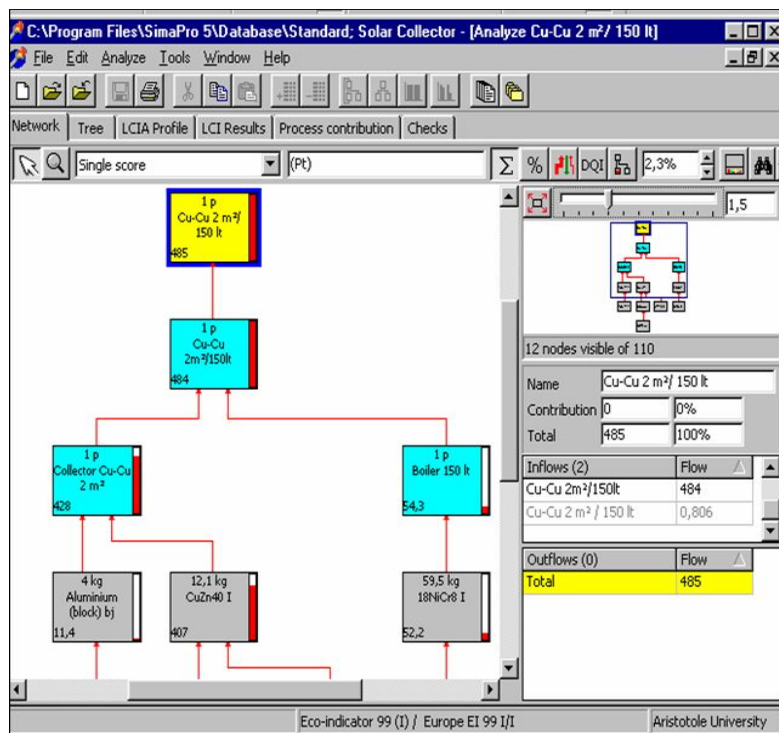 C:\Program Files\SimaPro 5\Database\Standard; Solar Collector - [Analyze Cu-Cu 2 m²/ 150 lt]
File Edit Analyze Tools Window Help
Network Tree LCIA Profile LCI Results Process contribution Checks
Single score (Pt) Σ % DQI 2,3%
1 p
Cu-Cu 2 m²/
150 lt
485
1 p
Cu-Cu
2m²/150lt
484
1 p
Collector Cu-Cu
2 m²
428
1 p
Boiler 150 lt
54,3
4 kg
Aluminium
(block) bj
11,4
12,1 kg
CuZn40 I
407
59,5 kg
18NiCr8 I
52,2
1,5
12 nodes visible of 110
Name Cu-Cu 2 m²/ 150 lt
Contribution 0 0%
Total 485 100%
Inflows (2) Flow
Cu-Cu 2m²/150lt 484
Cu-Cu 2 m² / 150 lt 0,806
Outflows (0) Flow
Total 485
Eco-indicator 99 (I) / Europe EI 99 I/I Aristotole University